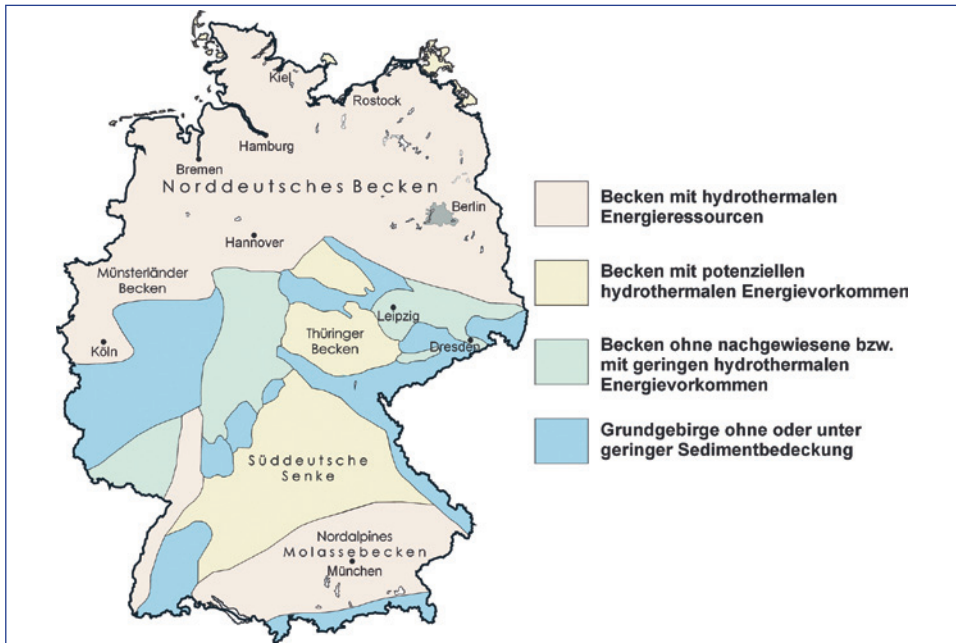 Kiel
Rostock
Hamburg
Bremen
Norddeutsches Becken
Berlin
Hannover
Münsterländer
Becken
Leipzig
Thüringer
Becken
Köln
Dresden
Süddeutsche
Senke
Nordalpines
Molassebecken
München
Becken mit hydrothermalen
Energieressourcen
Becken mit potenziellen
hydrothermalen Energievorkommen
Becken ohne nachgewiesene bzw.
mit geringen hydrothermalen
Energievorkommen
Grundgebirge ohne oder unter
geringer Sedimentbedeckung